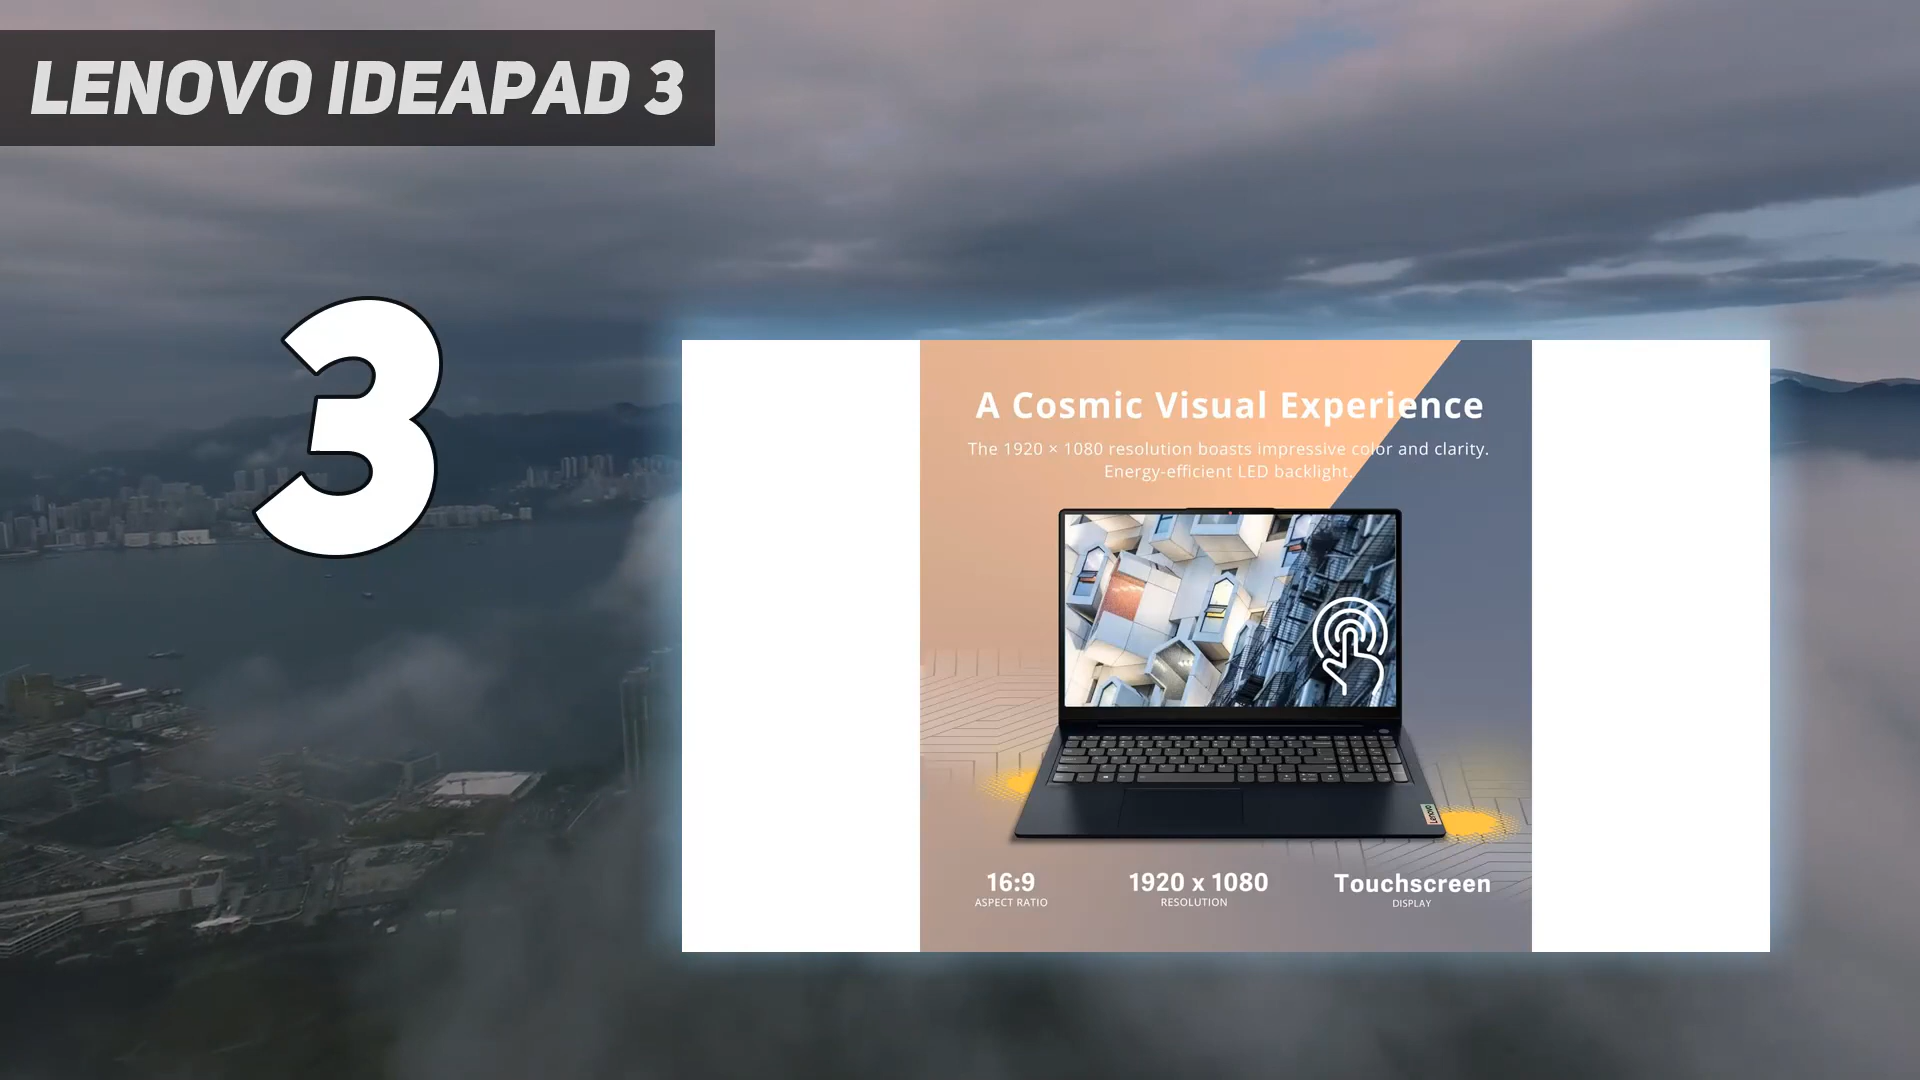 LENOVO IDEAPAD 3
3
A Cosmic Visual Experience
The 1920 × 1080 resolution boasts impressive color and clarity.
Energy-efficient LED backlight.
Lenovo
16:9
ASPECT RATIO
1920 x 1080
RESOLUTION
Touchscreen
DISPLAY